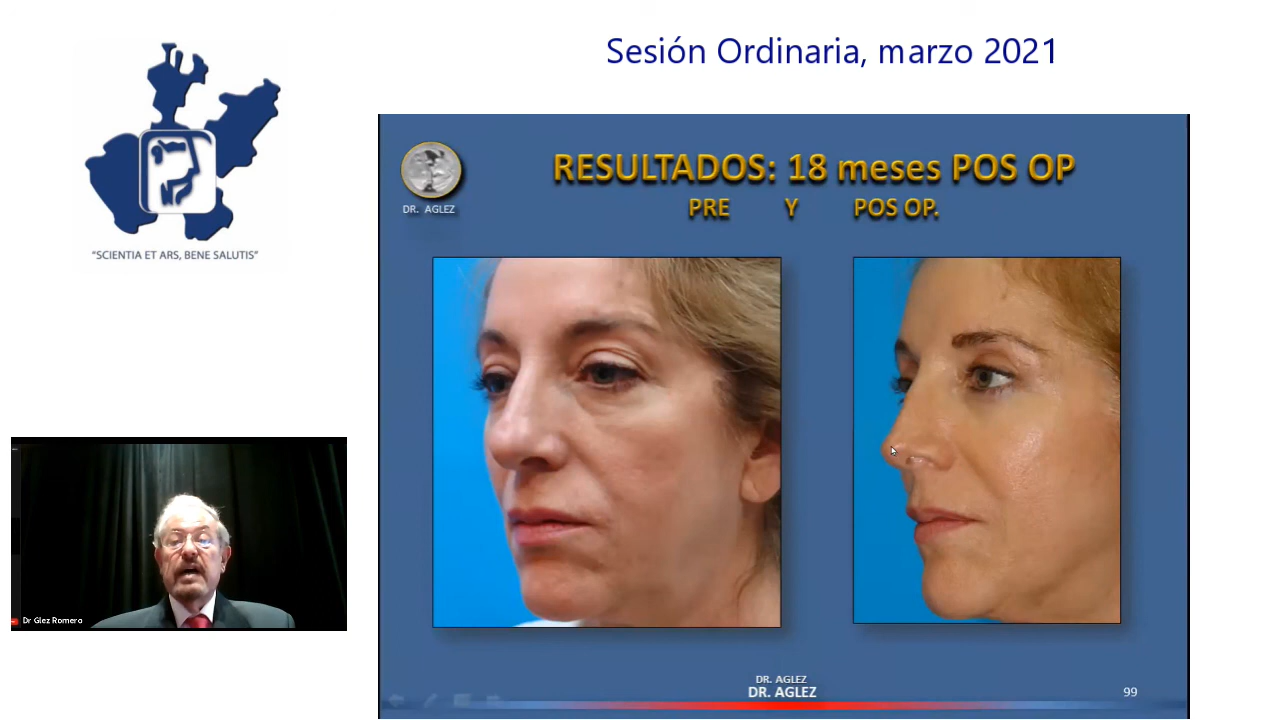 Sesión Ordinaria, marzo 2021
"SCIENTIA ET ARS, BENE SALUTIS"
DR. AGLEZ
RESULTADOS: 18 meses POS OP
PRE Y POS OP.
Dr Glez Romero
DR. AGLEZ
DR. AGLEZ
99